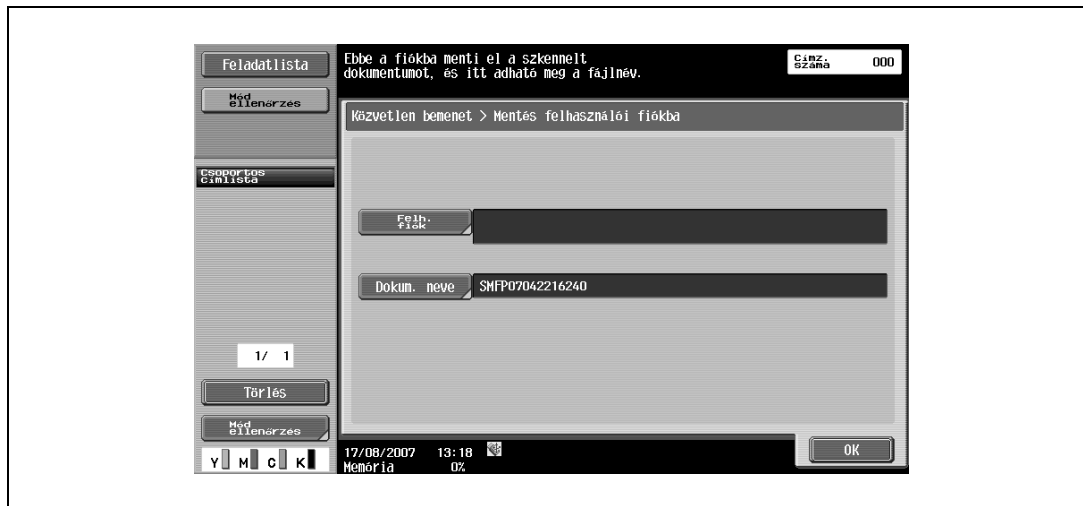 Feladatlista
Mód
ellenőrzés
Ebbe a fiókba menti el a szkennelt
dokumentumot, és itt adható meg a fájlnév.
Címz.
száma
000
Közvetlen bemenet > Mentés felhasználói fiókba
Csoportos
címlista
Felh.
fiók
Dokum. neve
SMFP07042216240
1/ 1
Törlés
Mód
ellenőrzés
Y M C K
17/08/2007 13:18
Memória 0%
OK